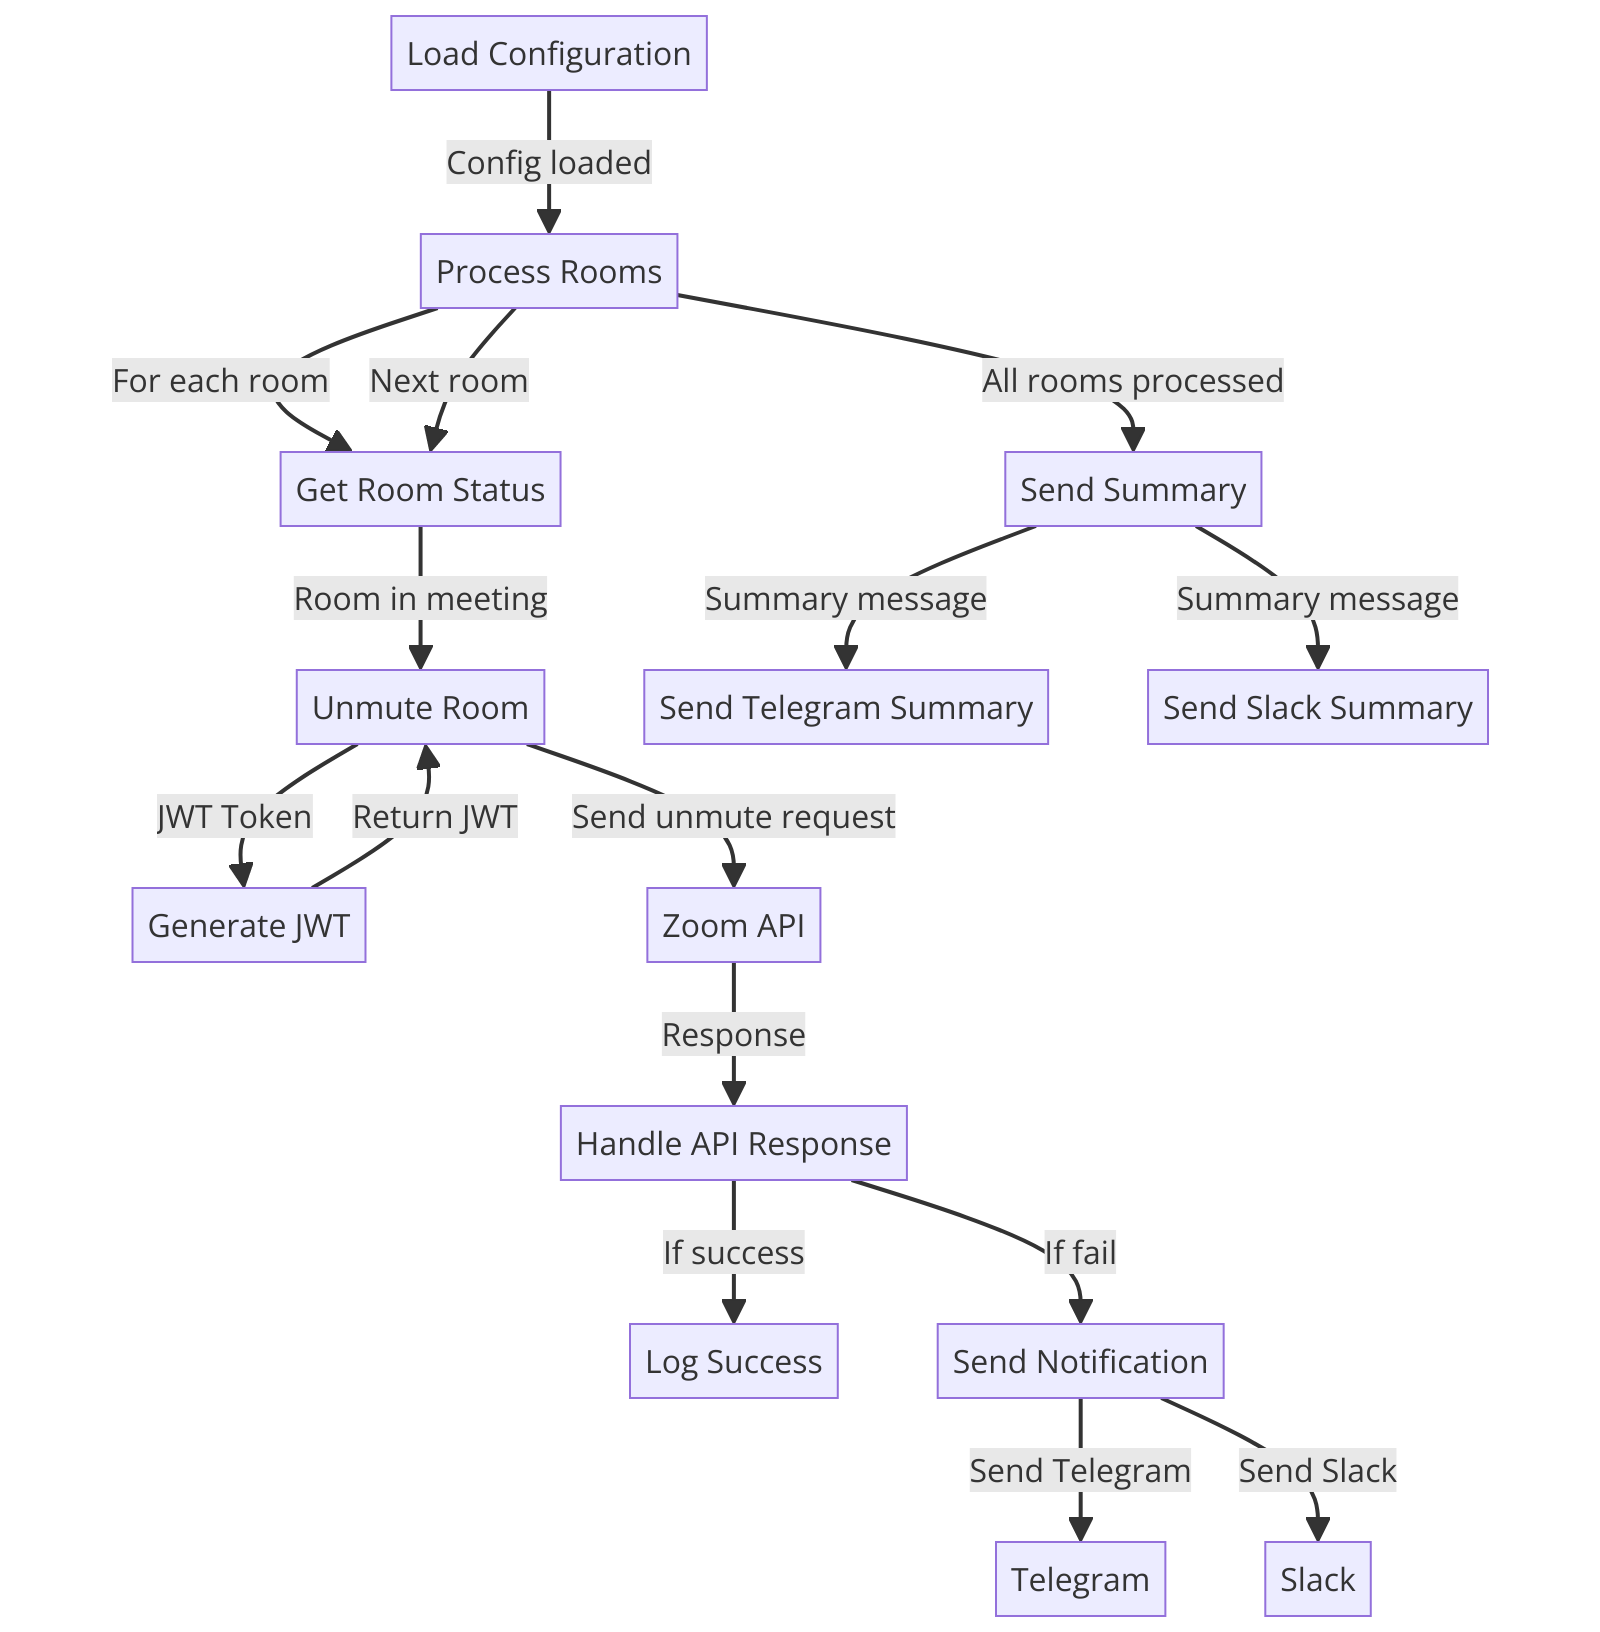 Load Configuration
Config loaded
Process Rooms
For each room
Next room
All rooms processed
Get Room Status
Send Summary
Room in meeting
Summary message
Summary message
Unmute Room
Send Telegram Summary
Send Slack Summary
JWT Token
Return JWT
Send unmute request
Generate JWT
Zoom API
Response
Handle API Response
If success
If fail
Log Success
Send Notification
Send Telegram
Send Slack
Telegram
Slack